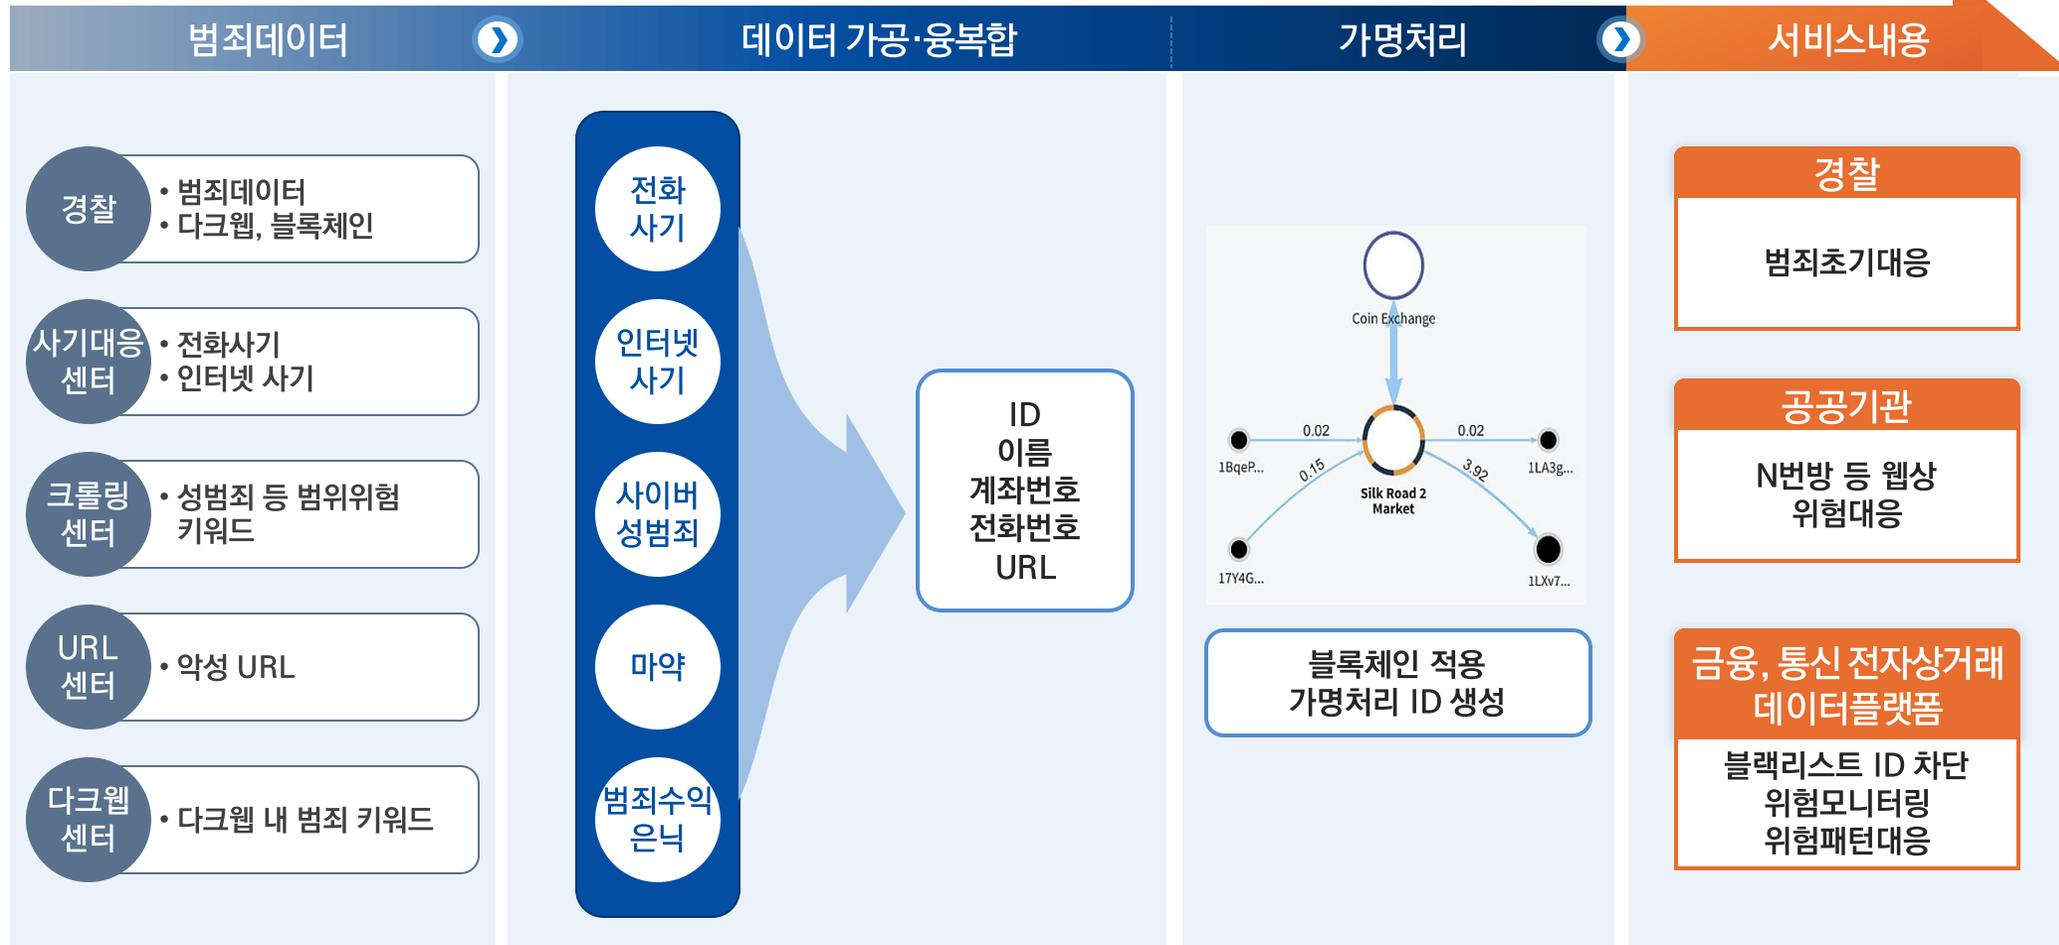 범죄데이터
데이터 가공·융복합
가명처리
서비스내용
경찰
• 범죄데이터
• 다크웹, 블록체인
사기대응
센터
• 전화사기
• 인터넷 사기
크롤링
센터
• 성범죄 등 범위위험
키워드
URL
센터
• 악성 URL
다크웹
센터
• 다크웹 내 범죄 키워드
전화
사기
인터넷
사기
사이버
성범죄
마약
범죄수익
은닉
ID
이름
계좌번호
전화번호
URL
Coin Exchange
0.02
0.02
1BqeP...
0.15
3.92
1LA3g...
Silk Road 2
Market
17Y4G...
1LXv7...
블록체인 적용
가명처리 ID 생성
경찰
범죄초기대응
공공기관
N번방 등 웹상
위험대응
금융, 통신 전자상거래
데이터플랫폼
블랙리스트 ID 차단
위험모니터링
위험패턴대응